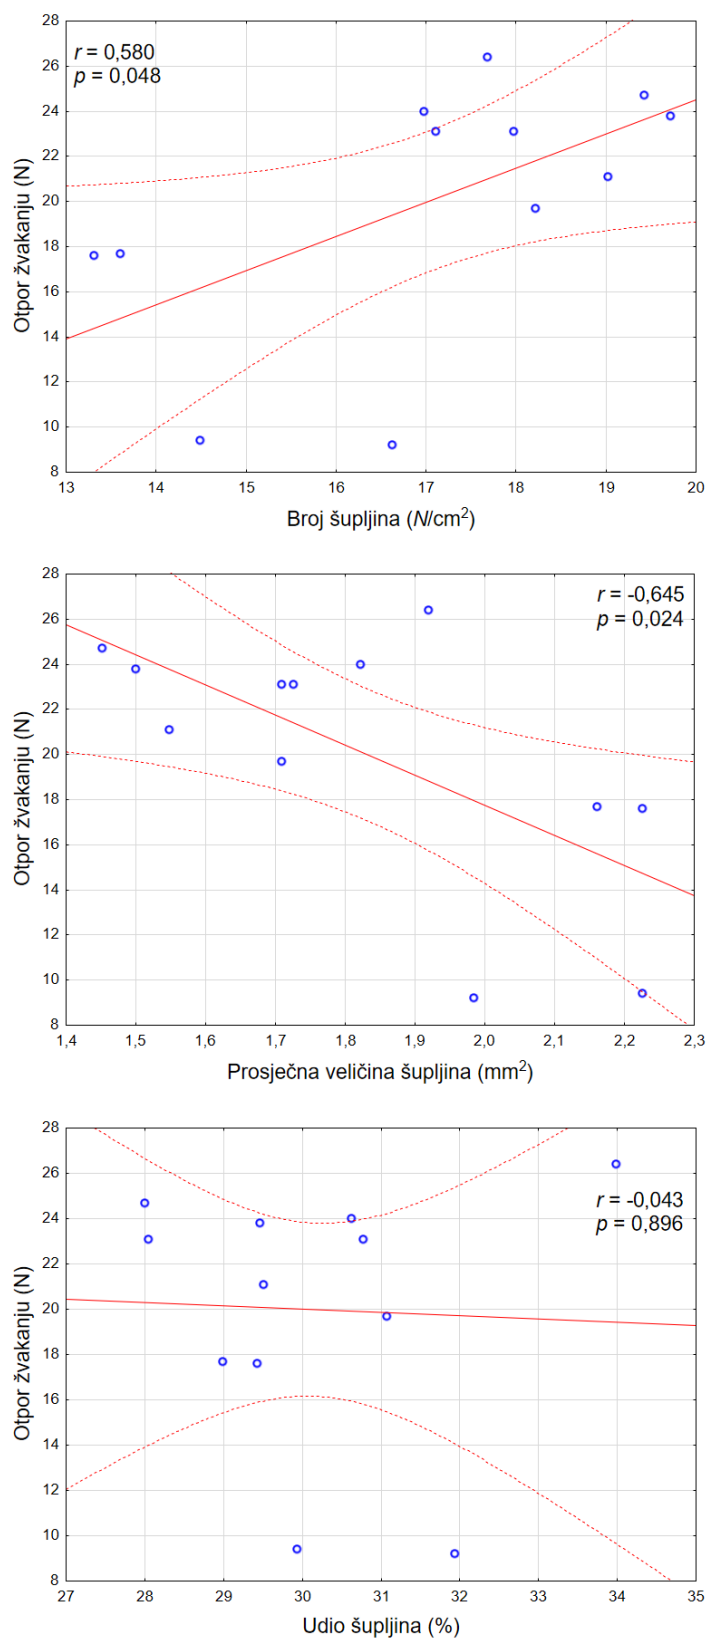 28
26
24
22
20
18
16
14
12
10
8
Otpor žvakanju (N)
r = 0,580
p = 0,048
13 14 15 16 17 18 19 20
Broj šupljina (N/cm²)
28
26
24
22
20
18
16
14
12
10
8
Otpor žvakanju (N)
r = -0,645
p = 0,024
1,4 1,5 1,6 1,7 1,8 1,9 2,0 2,1 2,2 2,3
Prosječna veličina šupljina (mm²)
28
26
24
22
20
18
16
14
12
10
8
Otpor žvakanju (N)
r = -0,043
p = 0,896
27 28 29 30 31 32 33 34 35
Udio šupljina (%)